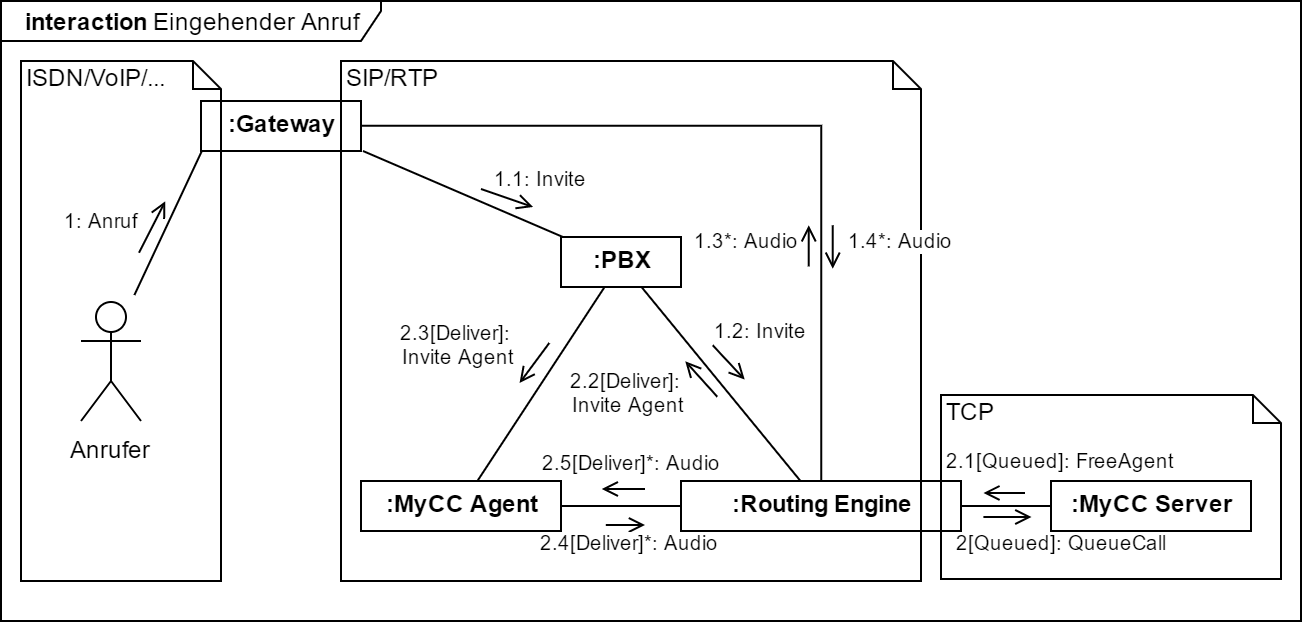 interaction Eingehender Anruf
ISDN/VoIP/...
SIP/RTP
:Gateway
1.1: Invite
1: Anruf
1.3*: Audio
1.4*: Audio
:PBX
2.3[Deliver]:
Invite Agent
1.2: Invite
2.2[Deliver]:
Invite Agent
Anrufer
TCP
2.5[Deliver]*: Audio
2.1[Queued]: FreeAgent
:MyCC Agent
:Routing Engine
:MyCC Server
2.4[Deliver]*: Audio
2[Queued]: QueueCall